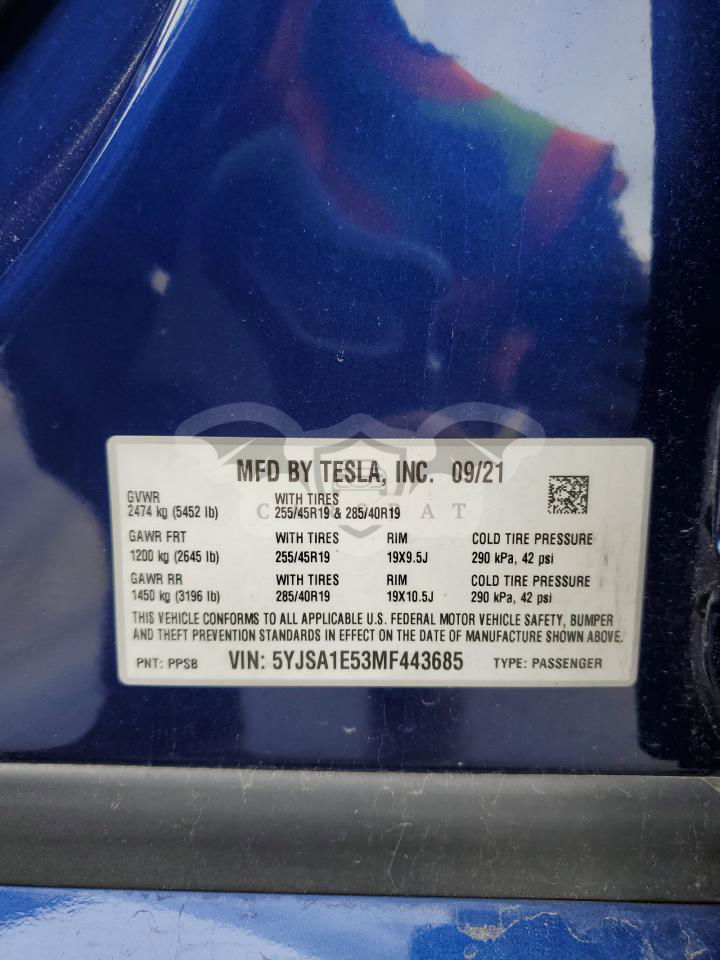 MFD BY TESLA, INC. 09/21
GVWR WITH TIRES
2474 kg (5452 lb) 255/45R19 & 285/40R19
GAWR FRT WITH TIRES RIM COLD TIRE PRESSURE
1200 kg (2645 lb) 255/45R19 19X9.5J 290 kPa, 42 psi
GAWR RR WITH TIRES RIM COLD TIRE PRESSURE
1450 kg (3196 lb) 285/40R19 19X10.5J 290 kPa, 42 psi
THIS VEHICLE CONFORMS TO ALL APPLICABLE U.S. FEDERAL MOTOR VEHICLE SAFETY, BUMPER
AND THEFT PREVENTION STANDARDS IN EFFECT ON THE DATE OF MANUFACTURE SHOWN ABOVE.
PNT: PPSB VIN: 5YJSA1E53MF443685 TYPE: PASSENGER